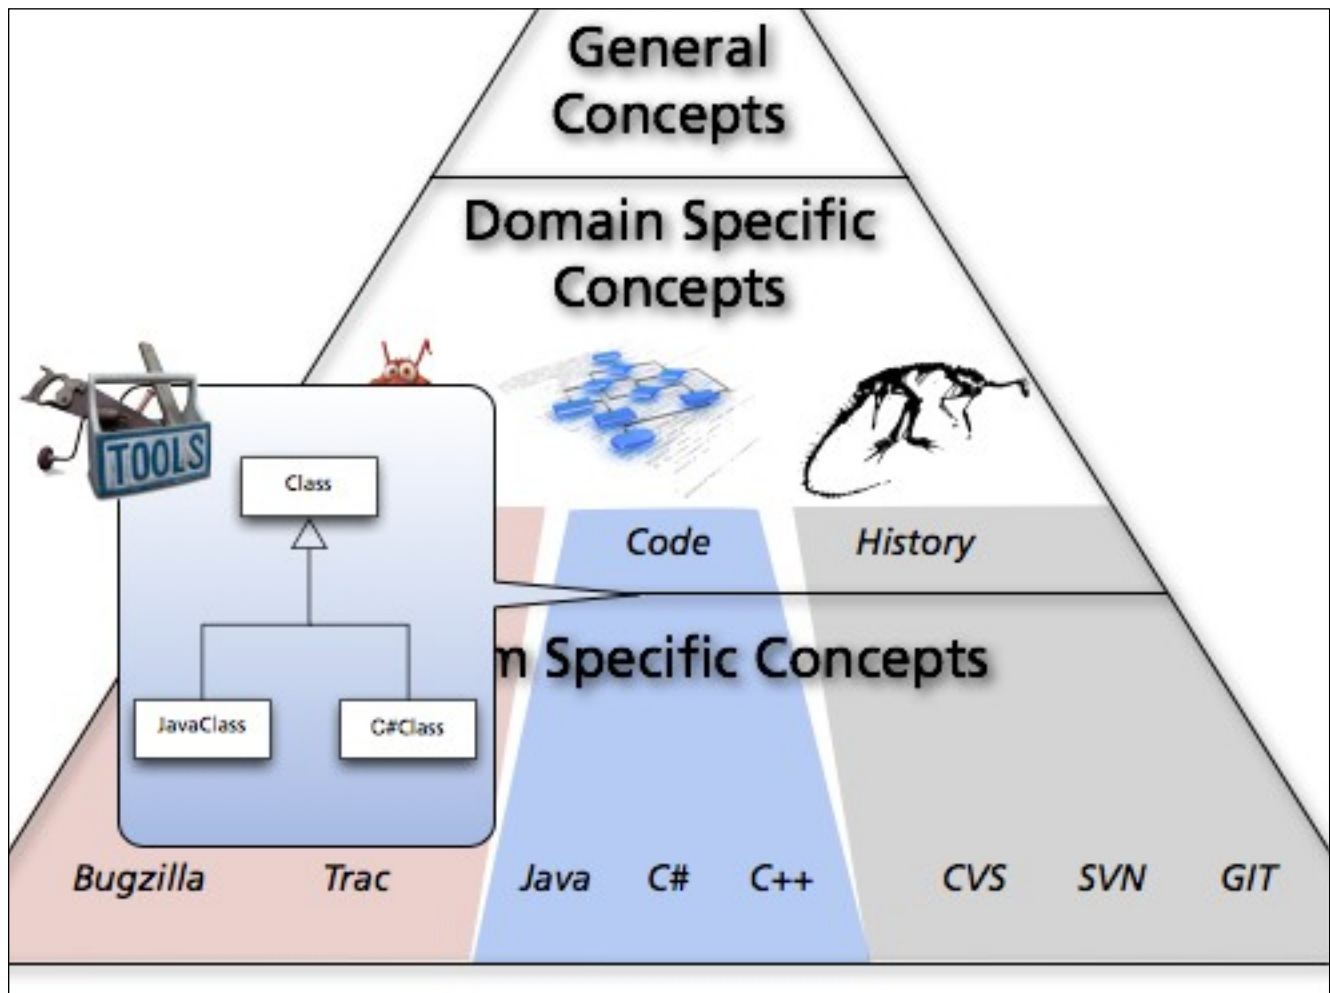 General
Concepts
Domain Specific
Concepts
TOOLS
Class
Code
History
m Specific Concepts
JavaClass
C#Class
Bugzilla
Trac
Java
C#
C++
CVS
SVN
GIT